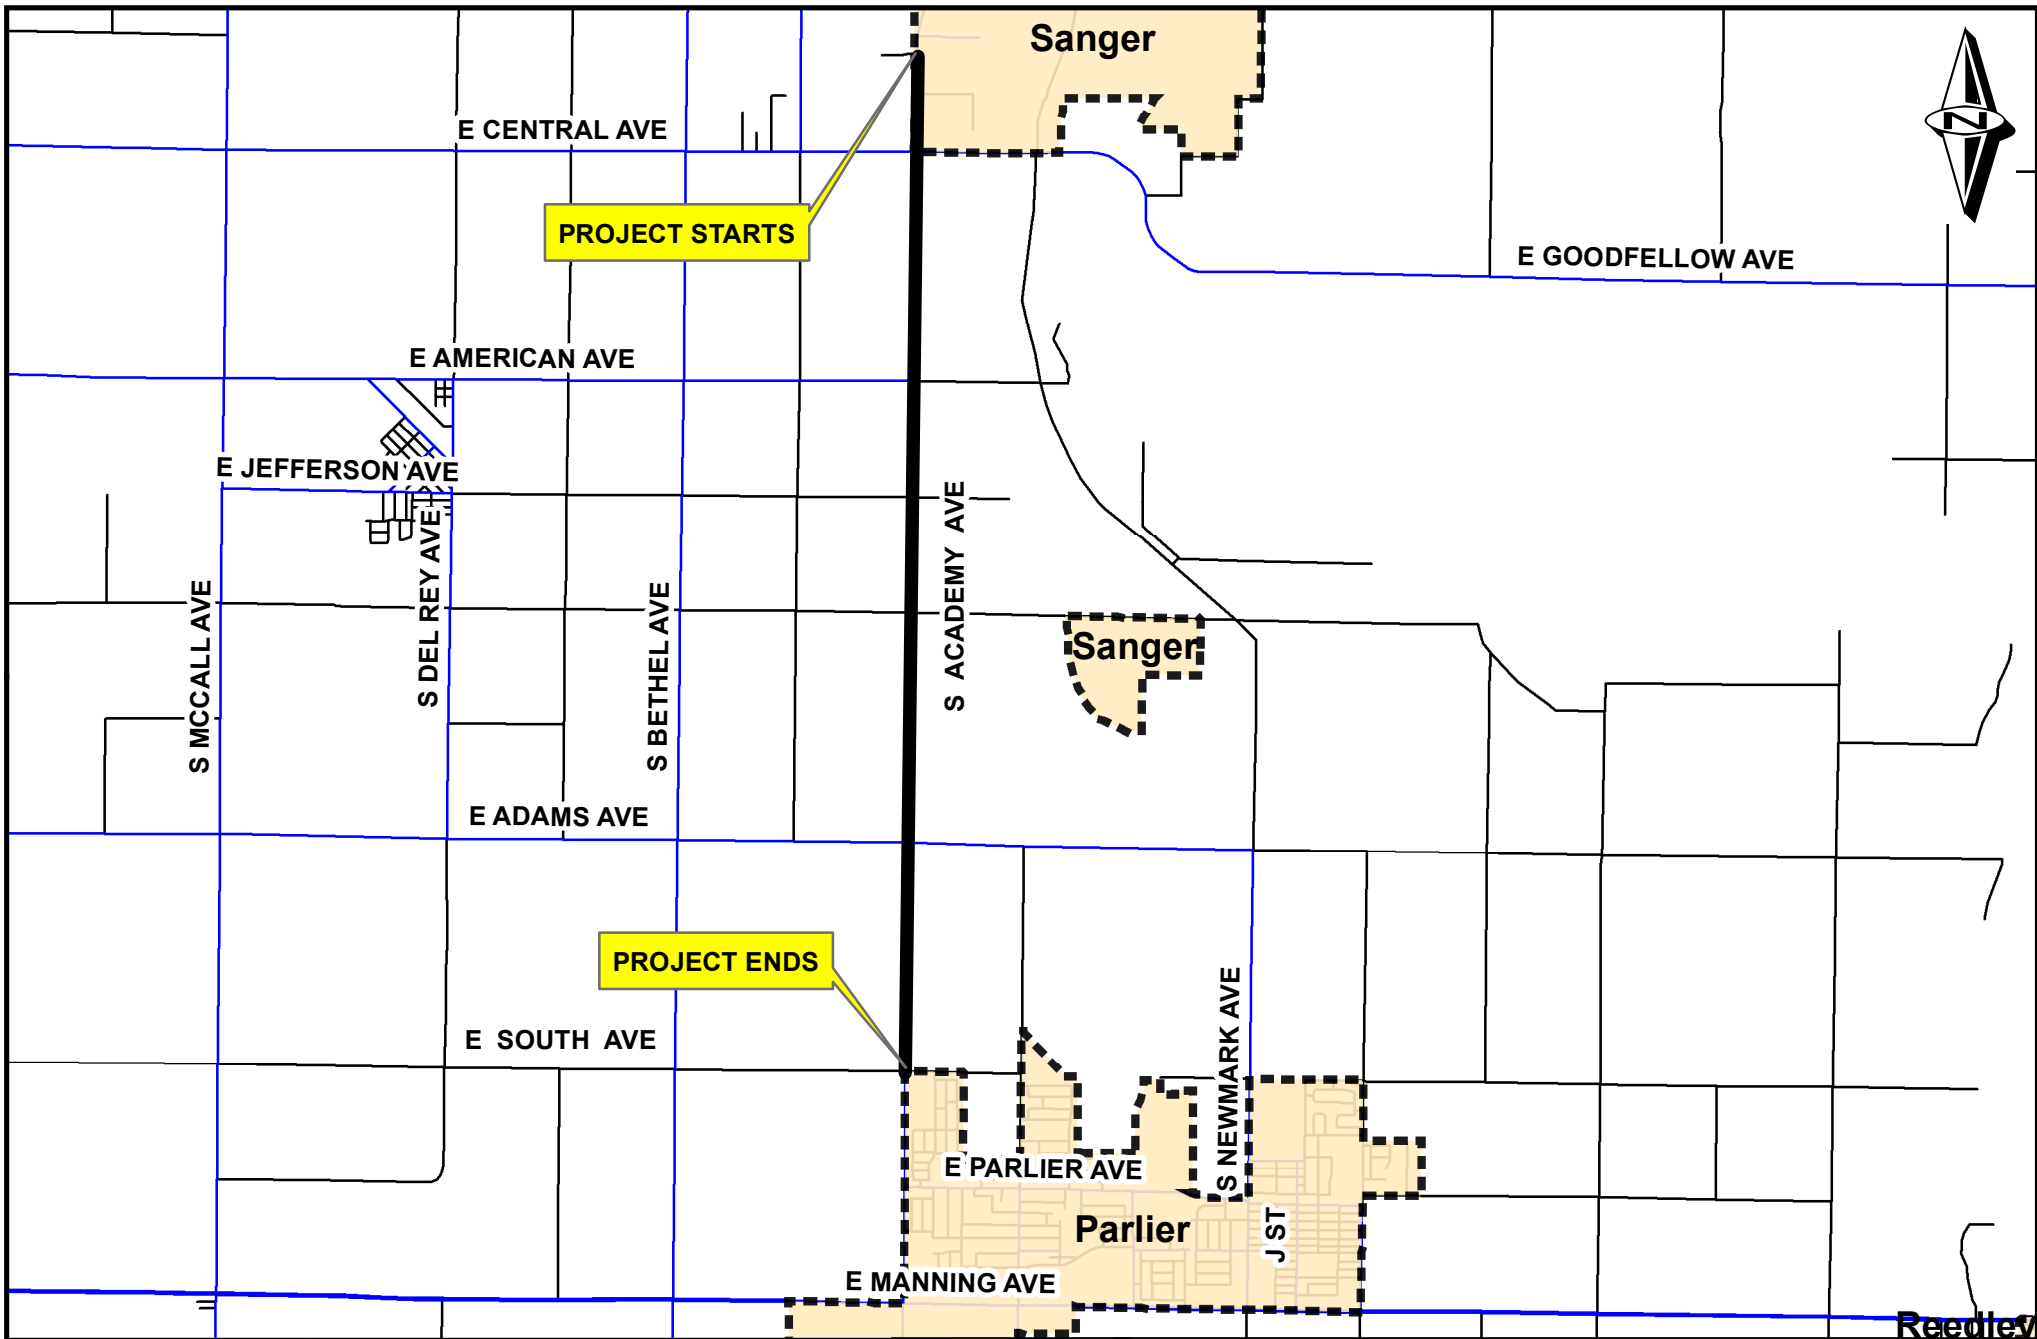 Sanger
N
E CENTRAL AVE
PROJECT STARTS
E GOODFELLOW AVE
E AMERICAN AVE
E JEFFERSON AVE
S MCCALL AVE
S DEL REY AVE
S BETHEL AVE
S ACADEMY AVE
Sanger
E ADAMS AVE
PROJECT ENDS
E SOUTH AVE
S NEWMARK AVE
E PARLIER AVE
Parlier
J ST
E MANNING AVE
Reedley